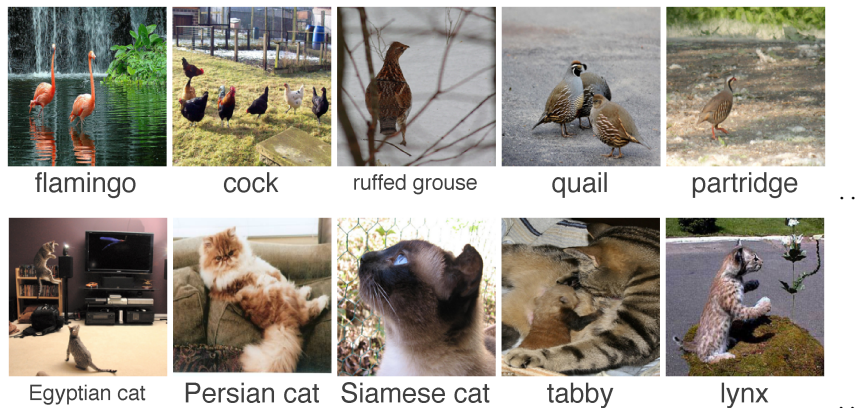 flamingo cock ruffed grouse quail partridge . .
Egyptian cat Persian cat Siamese cat tabby lynx . .